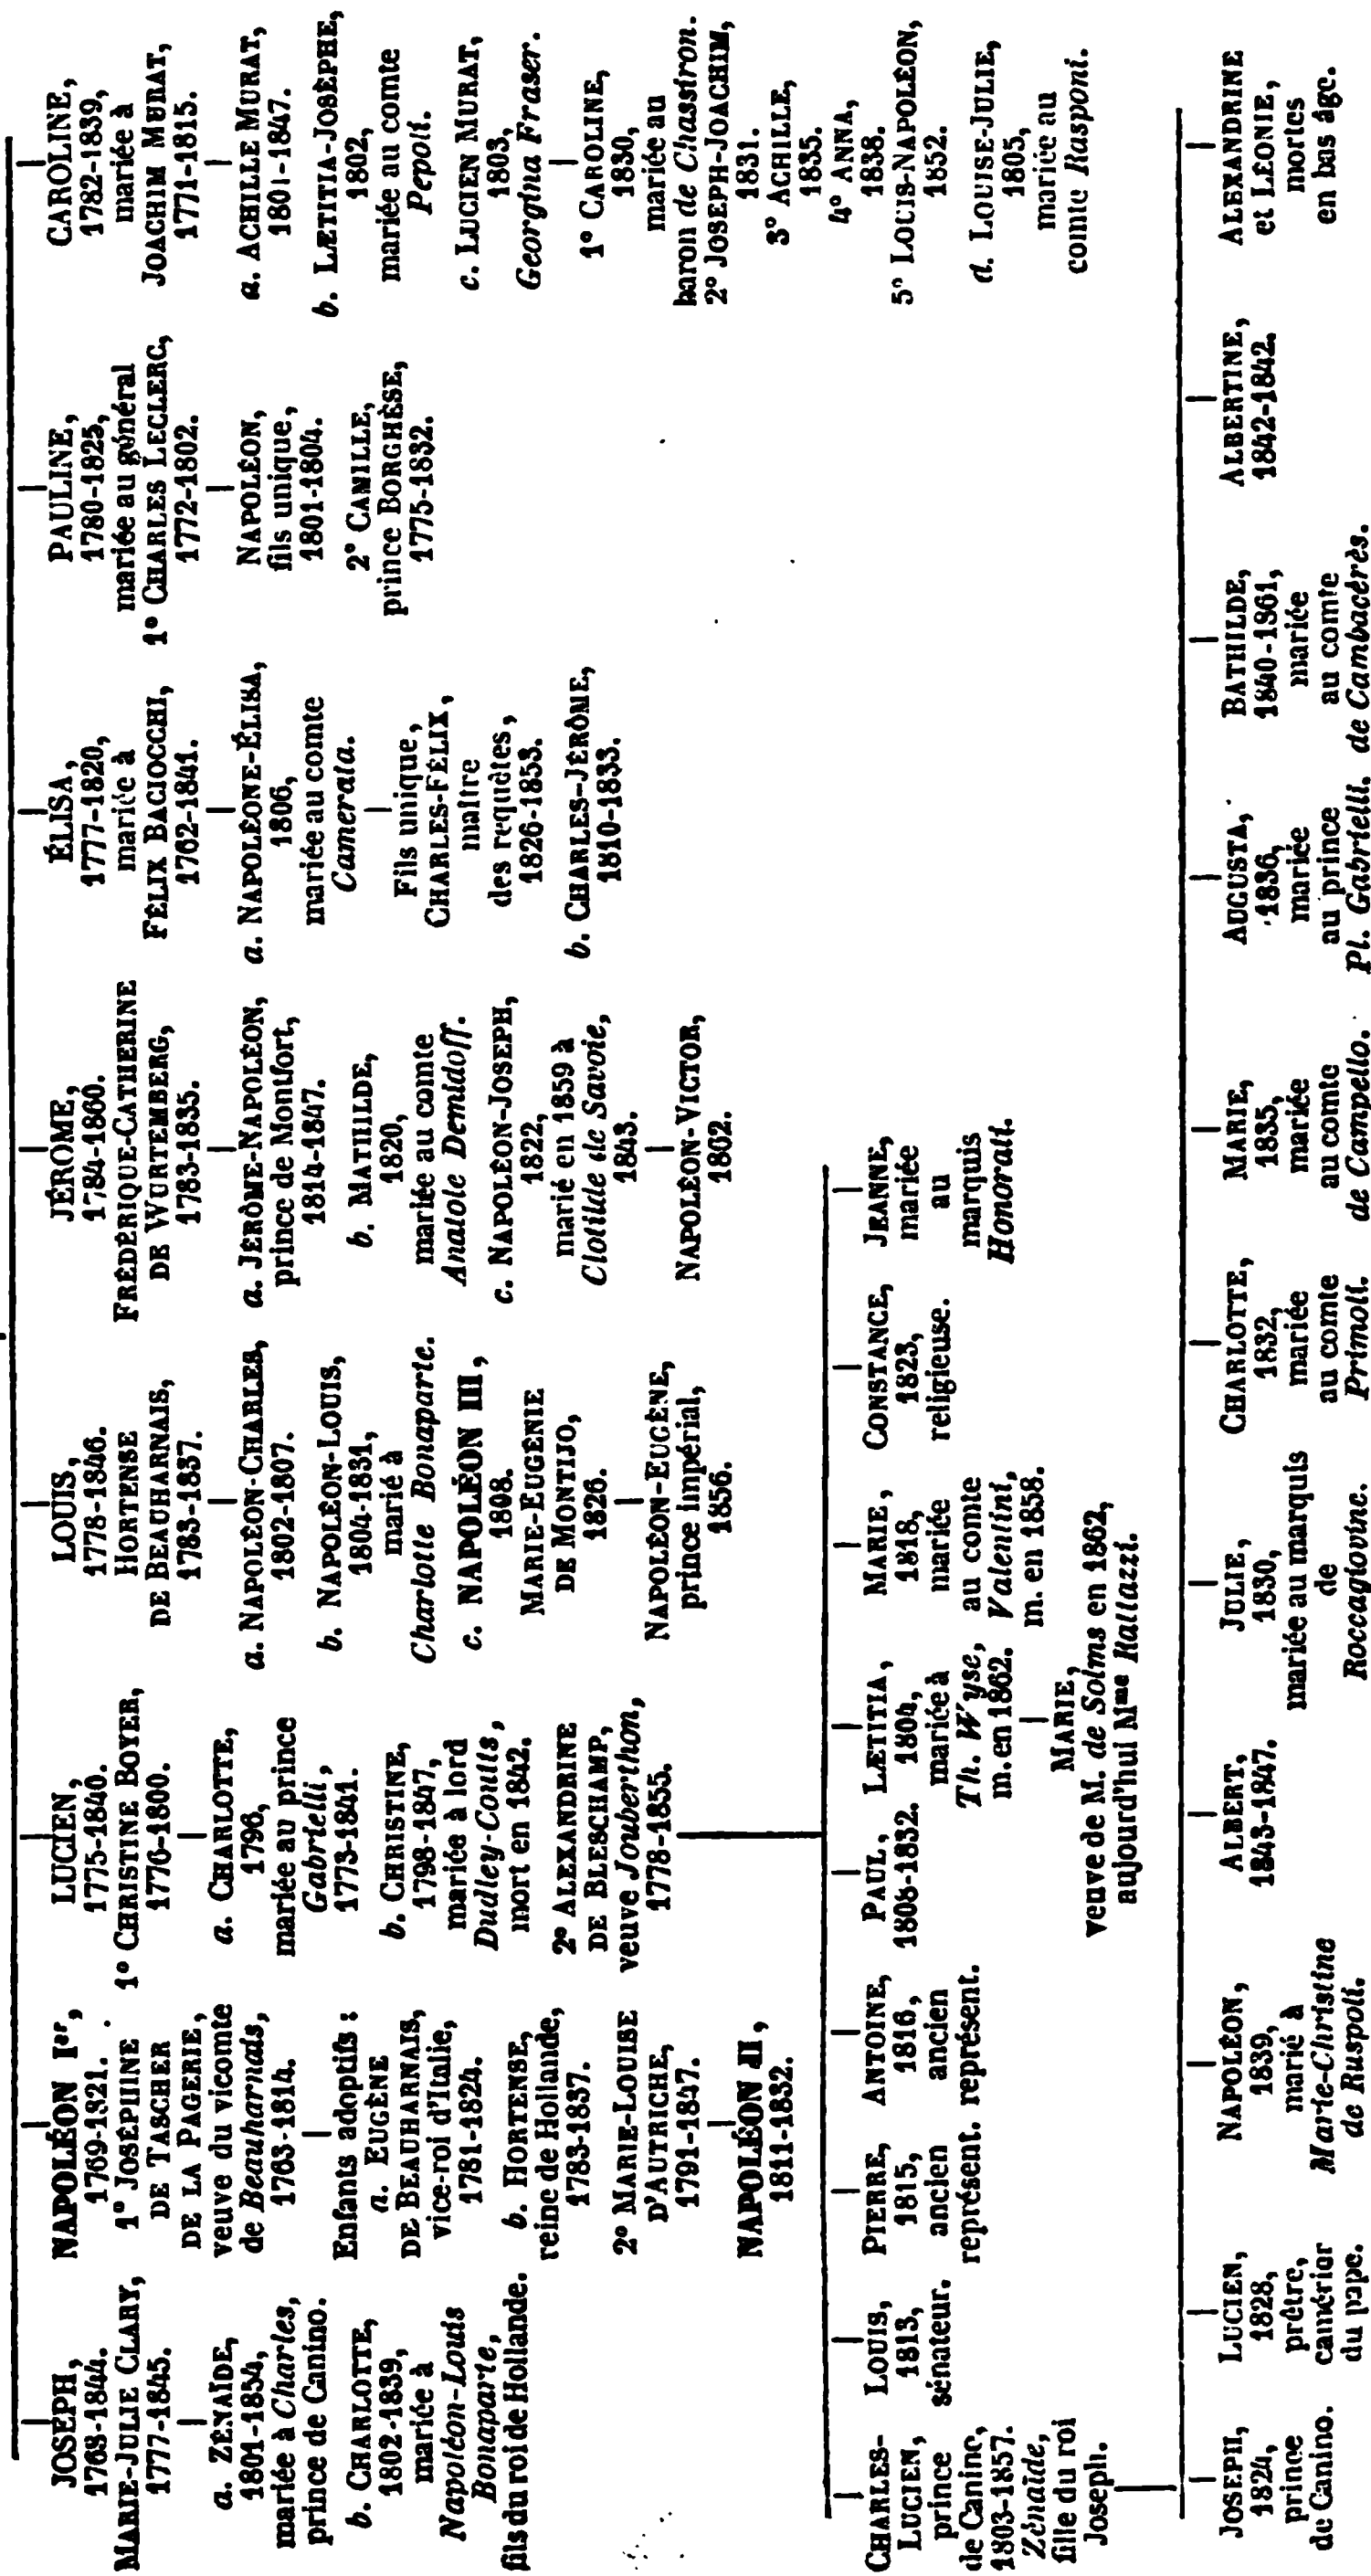 JOSEPH,
1768-1844.
MARIE-JULIE CLARY,
1777-1845.
a. ZÉNAÏDE,
1801-1854,
mariée à Charles,
prince de Canino.
b. CHARLOTTE,
1802-1839,
mariée à
Napoléon-Louis
Bonaparte,
fils du roi de Hollande.
NAPOLÉON Ier,
1769-1821.
1° JOSÉPHINE
DE TASCHER
DE LA PAGERIE,
veuve du vicomte
de Beauharnais,
1763-1814.
Enfants adoptifs :
a. EUGÈNE
DE BEAUHARNAIS,
vice-roi d'Italie,
1781-1824.
b. HORTENSE,
reine de Hollande,
1783-1837.
2° MARIE-LOUISE
D'AUTRICHE,
1791-1847.
NAPOLÉON II,
1811-1832.
LUCIEN,
1775-1840.
1° CHRISTINE BOYER,
1776-1800.
a. CHARLOTTE,
1796,
mariée au prince
Gabrielli,
1773-1841.
b. CHRISTINE,
1798-1847,
mariée à lord
Dudley-Coutts,
mort en 1842.
2° ALEXANDRINE
DE BLESCHAMP,
veuve Jouberthon,
1778-1855.
LOUIS,
1778-1846.
HORTENSE
DE BEAUHARNAIS,
1783-1837.
a. NAPOLÉON-CHARLES,
1802-1807.
b. NAPOLÉON-LOUIS,
1804-1831,
marié à
Charlotte Bonaparte.
c. NAPOLÉON III,
1808.
MARIE-EUGÉNIE
DE MONTIJO,
1826.
NAPOLÉON-EUGÈNE,
prince impérial,
1856.
JÉROME,
1784-1860.
FRÉDÉRIQUE-CATHERINE
DE WURTEMBERG,
1783-1835.
a. JÉRÔME-NAPOLÉON,
prince de Montfort,
1814-1847.
b. MATHILDE,
1820,
mariée au comte
Anatole Demidoff.
c. NAPOLÉON-JOSEPH,
1822,
marié en 1859 à
Clotilde de Savoie,
1843.
NAPOLÉON-VICTOR,
1862.
ÉLISA,
1777-1820,
mariée à
FÉLIX BACIOCCHI,
1762-1841.
a. NAPOLÉONE-ÉLISA,
1806,
mariée au comte
Camerata.
Fils unique,
CHARLES-FÉLIX,
maître
des requêtes,
1826-1853.
b. CHARLES-JÉRÔME,
1810-1833.
PAULINE,
1780-1825,
mariée au général
1° CHARLES LECLERC,
1772-1802.
NAPOLÉON,
fils unique,
1801-1804.
2° CAMILLE,
prince BORGHÈSE,
1775-1832.
CAROLINE,
1782-1839,
mariée à
JOACHIM MURAT,
1771-1815.
a. ACHILLE MURAT,
1801-1847.
b. LÆTITIA-JOSÈPHE,
1802,
mariée au comte
Pepoli.
c. LUCIEN MURAT,
1803,
Georgina Fraser.
1° CAROLINE,
1830,
mariée au
baron de Chassiron.
2° JOSEPH-JOACHIM,
1831.
3° ACHILLE,
1835.
4° ANNA,
1838.
5° LOUIS-NAPOLÉON,
1852.
d. LOUISE-JULIE,
1805,
mariée au
comte Rasponi.
CHARLES-
LUCIEN,
prince
de Canino,
1803-1857.
Zénaïde,
fille du roi
Joseph.
LOUIS,
1813,
sénateur.
PIERRE,
1815,
ancien
représent.
ANTOINE,
1816,
ancien
représent.
PAUL,
1808-1832.
LÆTITIA,
1804,
mariée à
Th. Wyse,
m. en 1862.
MARIE,
veuve de M. de Solms en 1862,
aujourd'hui Mme Rattazzi.
MARIE,
1818,
mariée
au comte
Valentini,
m. en 1858.
CONSTANCE,
1823,
religieuse.
JEANNE,
mariée
au
marquis
Honorati.
JOSEPH,
1824,
prince
de Canino.
LUCIEN,
1828,
prêtre,
camérier
du pape.
NAPOLÉON,
1839,
marié à
Marie-Christine
de Ruspoli.
ALBERT,
1843-1847.
JULIE,
1830,
mariée au marquis
de
Roccagiovine.
CHARLOTTE,
1832,
mariée
au comte
Primoli.
MARIE,
1835,
mariée
au comte
de Campello.
AUGUSTA,
1836,
mariée
au prince
Pl. Gabrielli.
BATHILDE,
1840-1861,
mariée
au comte
de Cambacérès.
ALBERTINE,
1842-1842.
ALEXANDRINE
et LÉONIE,
mortes
en bas âge.